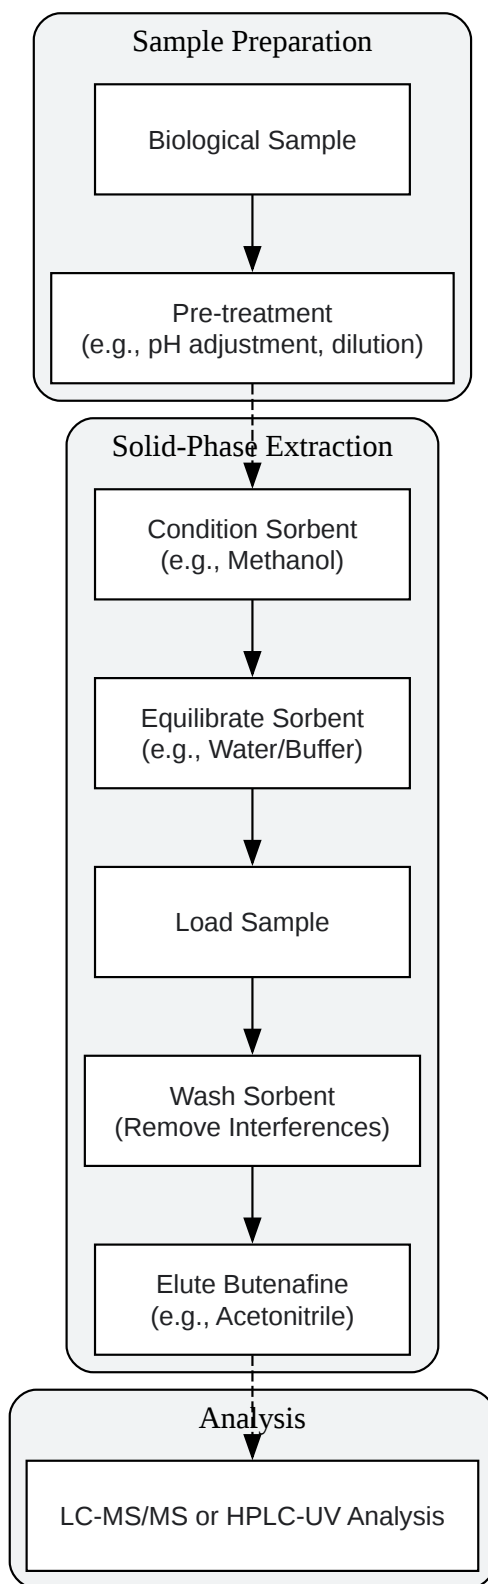 Sample Preparation
Biological Sample
Pre-treatment
(e.g., pH adjustment, dilution)
Solid-Phase Extraction
Condition Sorbent
(e.g., Methanol)
Equilibrate Sorbent
(e.g., Water/Buffer)
Load Sample
Wash Sorbent
(Remove Interferences)
Elute Butenafine
(e.g., Acetonitrile)
Analysis
LC-MS/MS or HPLC-UV Analysis